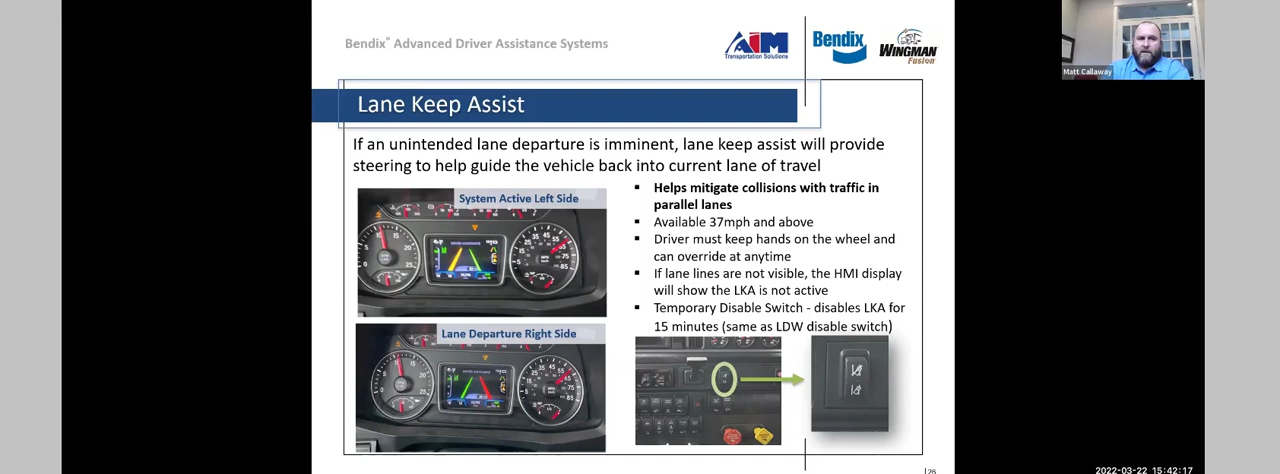 Bendix® Advanced Driver Assistance Systems
AIM
Transportation Solutions
Bendix
WINGMAN
Fusion
Matt Callaway
Lane Keep Assist
If an unintended lane departure is imminent, lane keep assist will provide
steering to help guide the vehicle back into current lane of travel
System Active Left Side
Lane Departure Right Side
▪ Helps mitigate collisions with traffic in
parallel lanes
▪ Available 37mph and above
▪ Driver must keep hands on the wheel and
can override at anytime
▪ If lane lines are not visible, the HMI display
will show the LKA is not active
▪ Temporary Disable Switch - disables LKA for
15 minutes (same as LDW disable switch)
2022-03-22 15:42:17